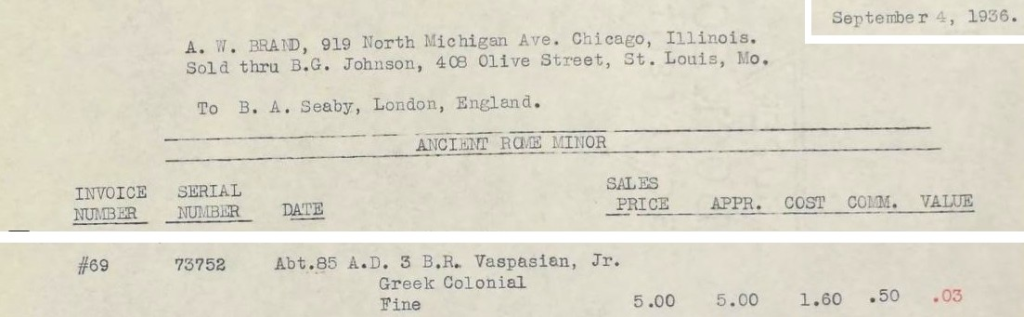 September 4, 1936.
A. W. BRAND, 919 North Michigan Ave. Chicago, Illinois.
Sold thru B.G. Johnson, 408 Olive Street, St. Louis, Mo.
To B. A. Seaby, London, England.
ANCIENT ROME MINOR
INVOICE NUMBER SERIAL NUMBER DATE SALES PRICE APPR. COST COMM. VALUE
#69 73752 Abt.85 A.D. 3 B.R. Vaspasian, Jr.
Greek Colonial
Fine 5.00 5.00 1.60 .50 .03